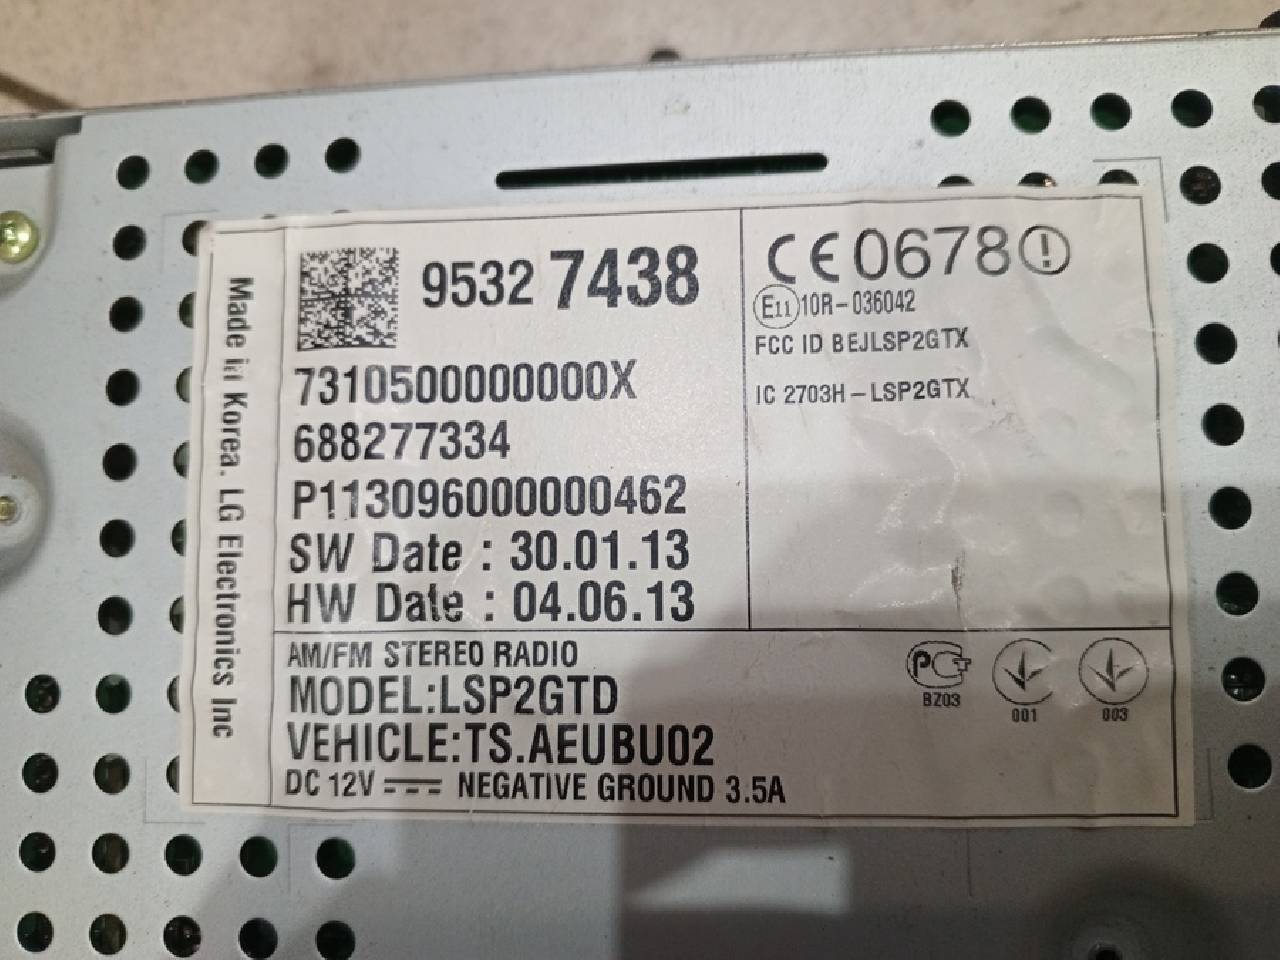 Made in Korea. LG Electronics Inc
9532 7438
7310500000000X
688277334
P113096000000462
SW Date : 30.01.13
HW Date : 04.06.13
CE0678
E11 10R-036042
FCC ID BEJLSP2GTX
IC 2703H-LSP2GTX
AM/FM STEREO RADIO
MODEL:LSP2GTD
VEHICLE:TS.AEUBU02
DC 12V NEGATIVE GROUND 3.5A
BZ03
001
003